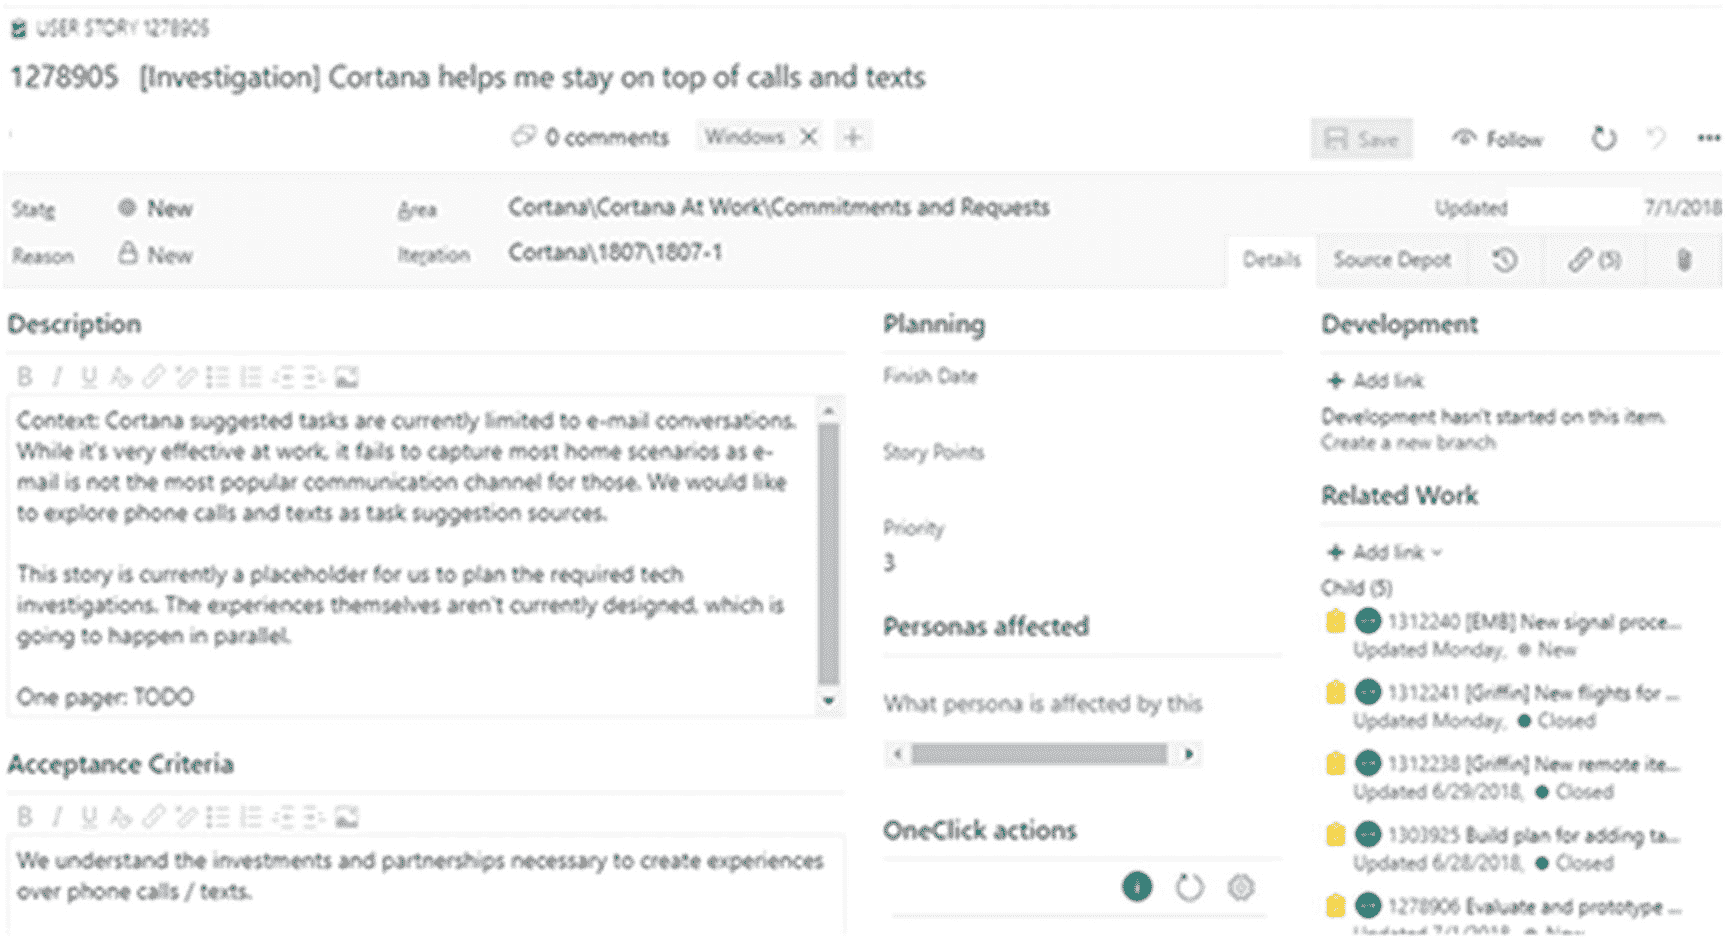 USER STORY 1278905
1278905 [Investigation] Cortana helps me stay on top of calls and texts
0 comments
Windows
Save
Follow
State
New
Area
Cortana\Cortana At Work\Commitments and Requests
Updated
7/1/2018
Reason
New
Iteration
Cortana\1807\1807-1
Details
Source Depot
(5)
Description
Context: Cortana suggested tasks are currently limited to e-mail conversations.
While it's very effective at work, it fails to capture most home scenarios as e-
mail is not the most popular communication channel for those. We would like
to explore phone calls and texts as task suggestion sources.
This story is currently a placeholder for us to plan the required tech
investigations. The experiences themselves aren't currently designed, which is
going to happen in parallel.
One pager: TODO
Acceptance Criteria
We understand the investments and partnerships necessary to create experiences
over phone calls / texts.
Planning
Finish Date
Story Points
Priority
3
Personas affected
What persona is affected by this
OneClick actions
Development
Add link
Development hasn't started on this item.
Create a new branch
Related Work
Add link
Child (5)
1312240 [EMB] New signal proce...
Updated Monday, New
1312241 [Griffin] New flights for ...
Updated Monday, Closed
1312238 [Griffin] New remote ite...
Updated 6/29/2018, Closed
1303925 Build plan for adding ta...
Updated 6/28/2018, Closed
1278906 Evaluate and prototype ...
Updated 7/1/2018 New